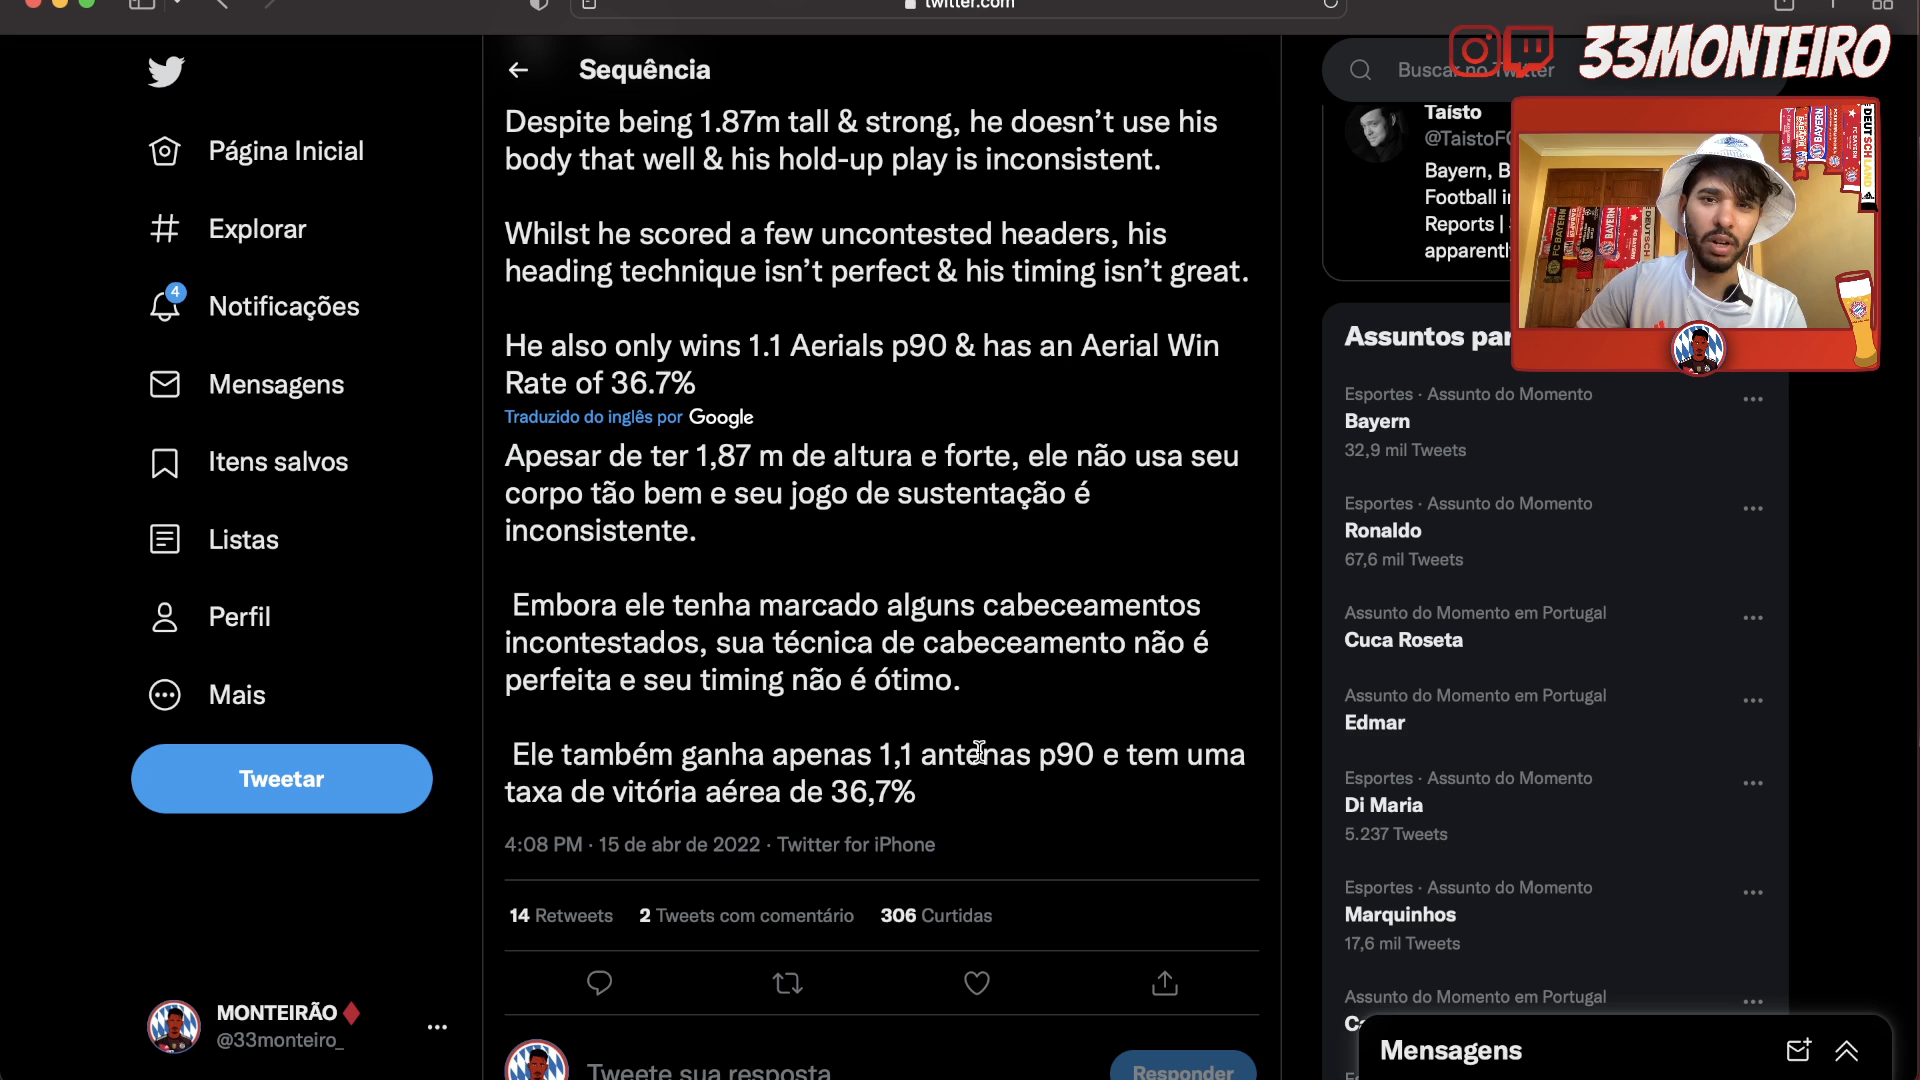 twitter.com
33MONTEIRO
Sequência
Buscar no Twitter
Página Inicial
Explorar
4
Notificações
Mensagens
Itens salvos
Listas
Perfil
Mais
Tweetar
MONTEIRÃO
@33monteiro_
Despite being 1.87m tall & strong, he doesn't use his
body that well & his hold-up play is inconsistent.
Whilst he scored a few uncontested headers, his
heading technique isn't perfect & his timing isn't great.
He also only wins 1.1 Aerials p90 & has an Aerial Win
Rate of 36.7%
Traduzido do inglês por Google
Apesar de ter 1,87 m de altura e forte, ele não usa seu
corpo tão bem e seu jogo de sustentação é
inconsistente.
Embora ele tenha marcado alguns cabeceamentos
incontestados, sua técnica de cabeceamento não é
perfeita e seu timing não é ótimo.
Ele também ganha apenas 1,1 antenas p90 e tem uma
taxa de vitória aérea de 36,7%
4:08 PM · 15 de abr de 2022 · Twitter for iPhone
14 Retweets 2 Tweets com comentário 306 Curtidas
Tweete sua resposta
Responder
Taísto
@TaistoF
Bayern, B
Football i
Reports |
apparentl
DEUTSCHLAND
BAYERN
FC BAYERN
Assuntos par
Esportes · Assunto do Momento
Bayern
32,9 mil Tweets
Esportes · Assunto do Momento
Ronaldo
67,6 mil Tweets
Assunto do Momento em Portugal
Cuca Roseta
Assunto do Momento em Portugal
Edmar
Esportes · Assunto do Momento
Di Maria
5.237 Tweets
Esportes · Assunto do Momento
Marquinhos
17,6 mil Tweets
Assunto do Momento em Portugal
Mensagens